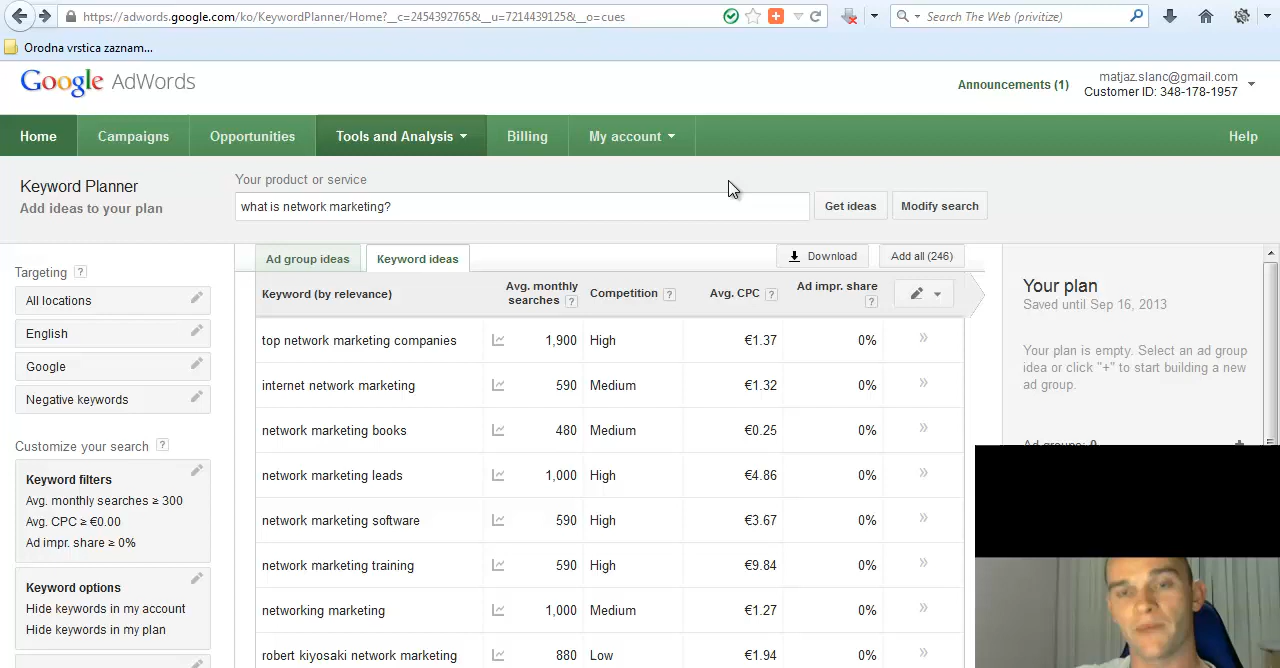 https://adwords.google.com/ko/KeywordPlanner/Home?__c=2454392765&__u=7214439125&__o=cues
Search The Web (privitize)
Orodna vrstica zaznam...
Google AdWords
Announcements (1)
matjaz.slanc@gmail.com
Customer ID: 348-178-1957
Home
Campaigns
Opportunities
Tools and Analysis
Billing
My account
Help
Keyword Planner
Add ideas to your plan
Your product or service
what is network marketing?
Get ideas
Modify search
Targeting ?
All locations
English
Google
Negative keywords
Customize your search ?
Keyword filters
Avg. monthly searches ≥ 300
Avg. CPC ≥ €0.00
Ad impr. share ≥ 0%
Keyword options
Hide keywords in my account
Hide keywords in my plan
Ad group ideas
Keyword ideas
Download
Add all (246)
Keyword (by relevance)
Avg. monthly
searches ?
Competition ?
Avg. CPC ?
Ad impr. share
?
top network marketing companies 1,900 High €1.37 0% »
internet network marketing 590 Medium €1.32 0% »
network marketing books 480 Medium €0.25 0% »
network marketing leads 1,000 High €4.86 0% »
network marketing software 590 High €3.67 0% »
network marketing training 590 High €9.84 0% »
networking marketing 1,000 Medium €1.27 0% »
robert kiyosaki network marketing 880 Low €1.94 0% »
Your plan
Saved until Sep 16, 2013
Your plan is empty. Select an ad group
idea or click "+" to start building a new
ad group.
Ad groups: 0